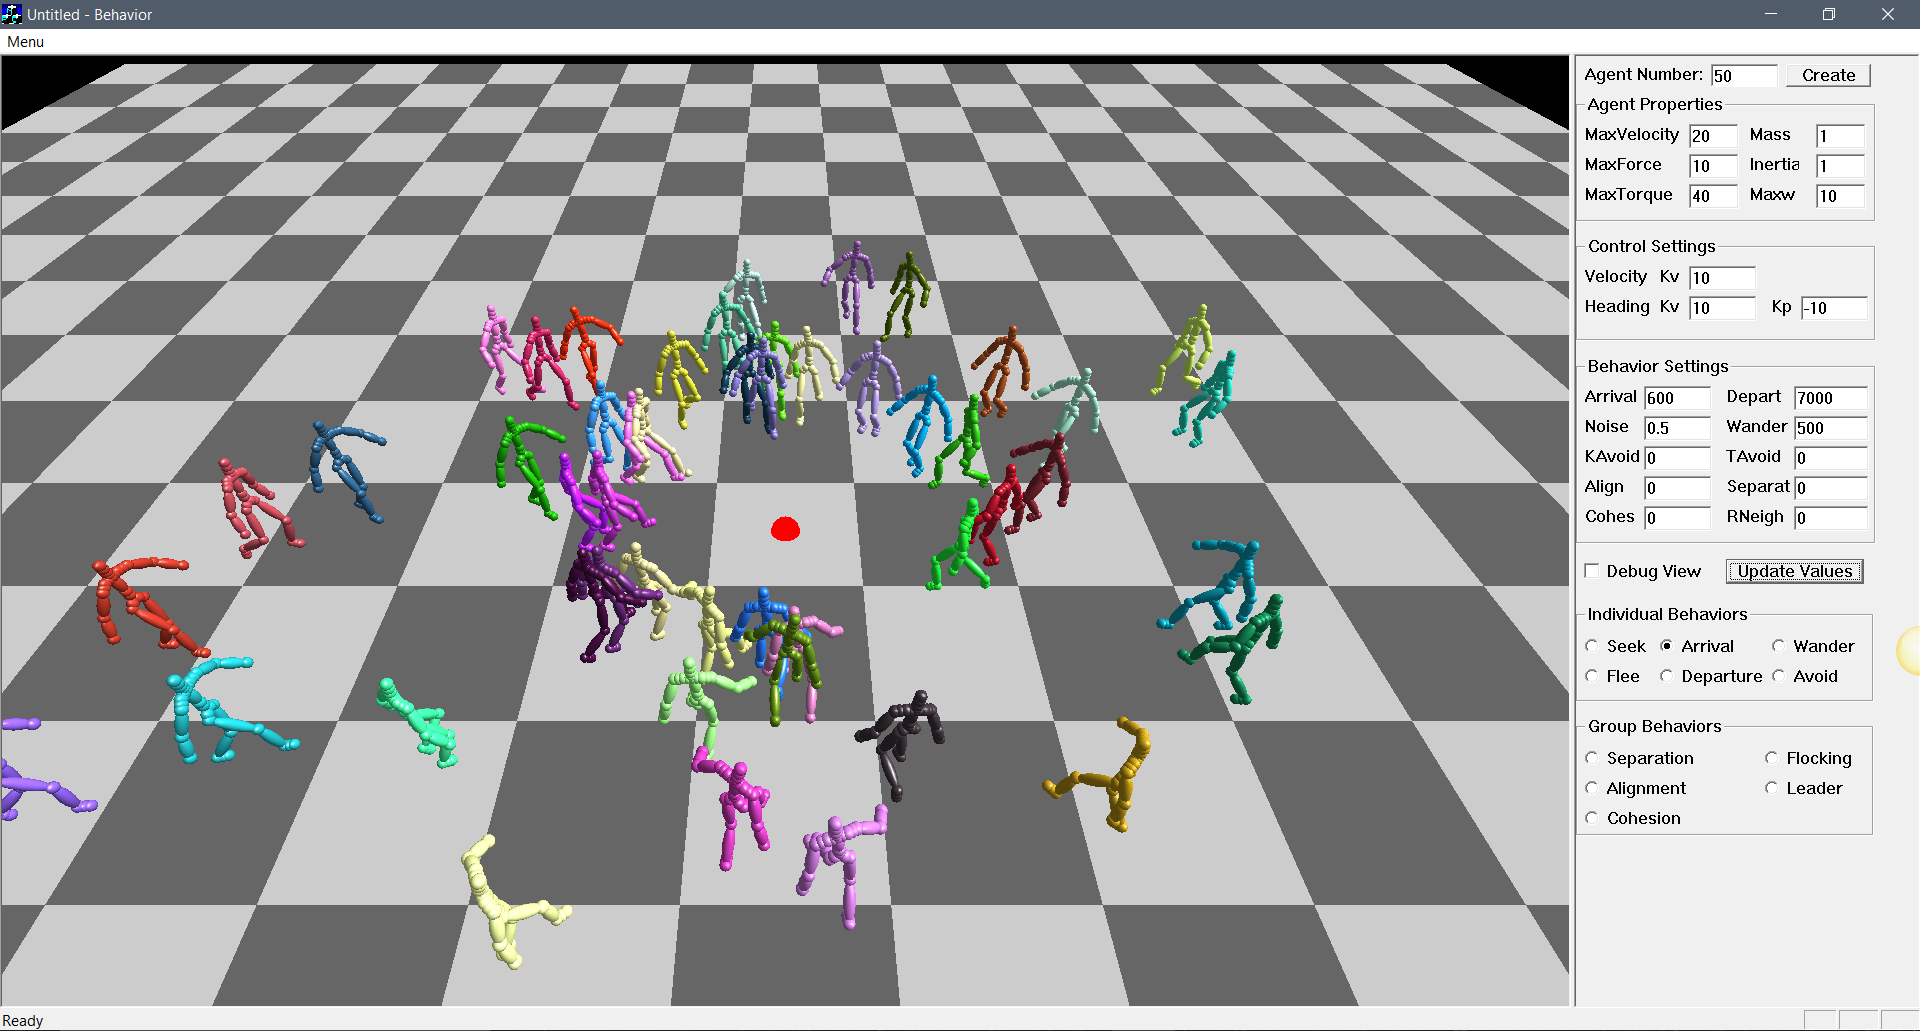 Untitled - Behavior
Menu
Agent Number: 50 Create
Agent Properties
MaxVelocity 20 Mass 1
MaxForce 10 Inertia 1
MaxTorque 40 Maxw 10
Control Settings
Velocity Kv 10
Heading Kv 10 Kp -10
Behavior Settings
Arrival 600 Depart 7000
Noise 0.5 Wander 500
KAvoid 0 TAvoid 0
Align 0 Separat 0
Cohes 0 RNeigh 0
Debug View Update Values
Individual Behaviors
Seek Arrival Wander
Flee Departure Avoid
Group Behaviors
Separation Flocking
Alignment Leader
Cohesion
Ready